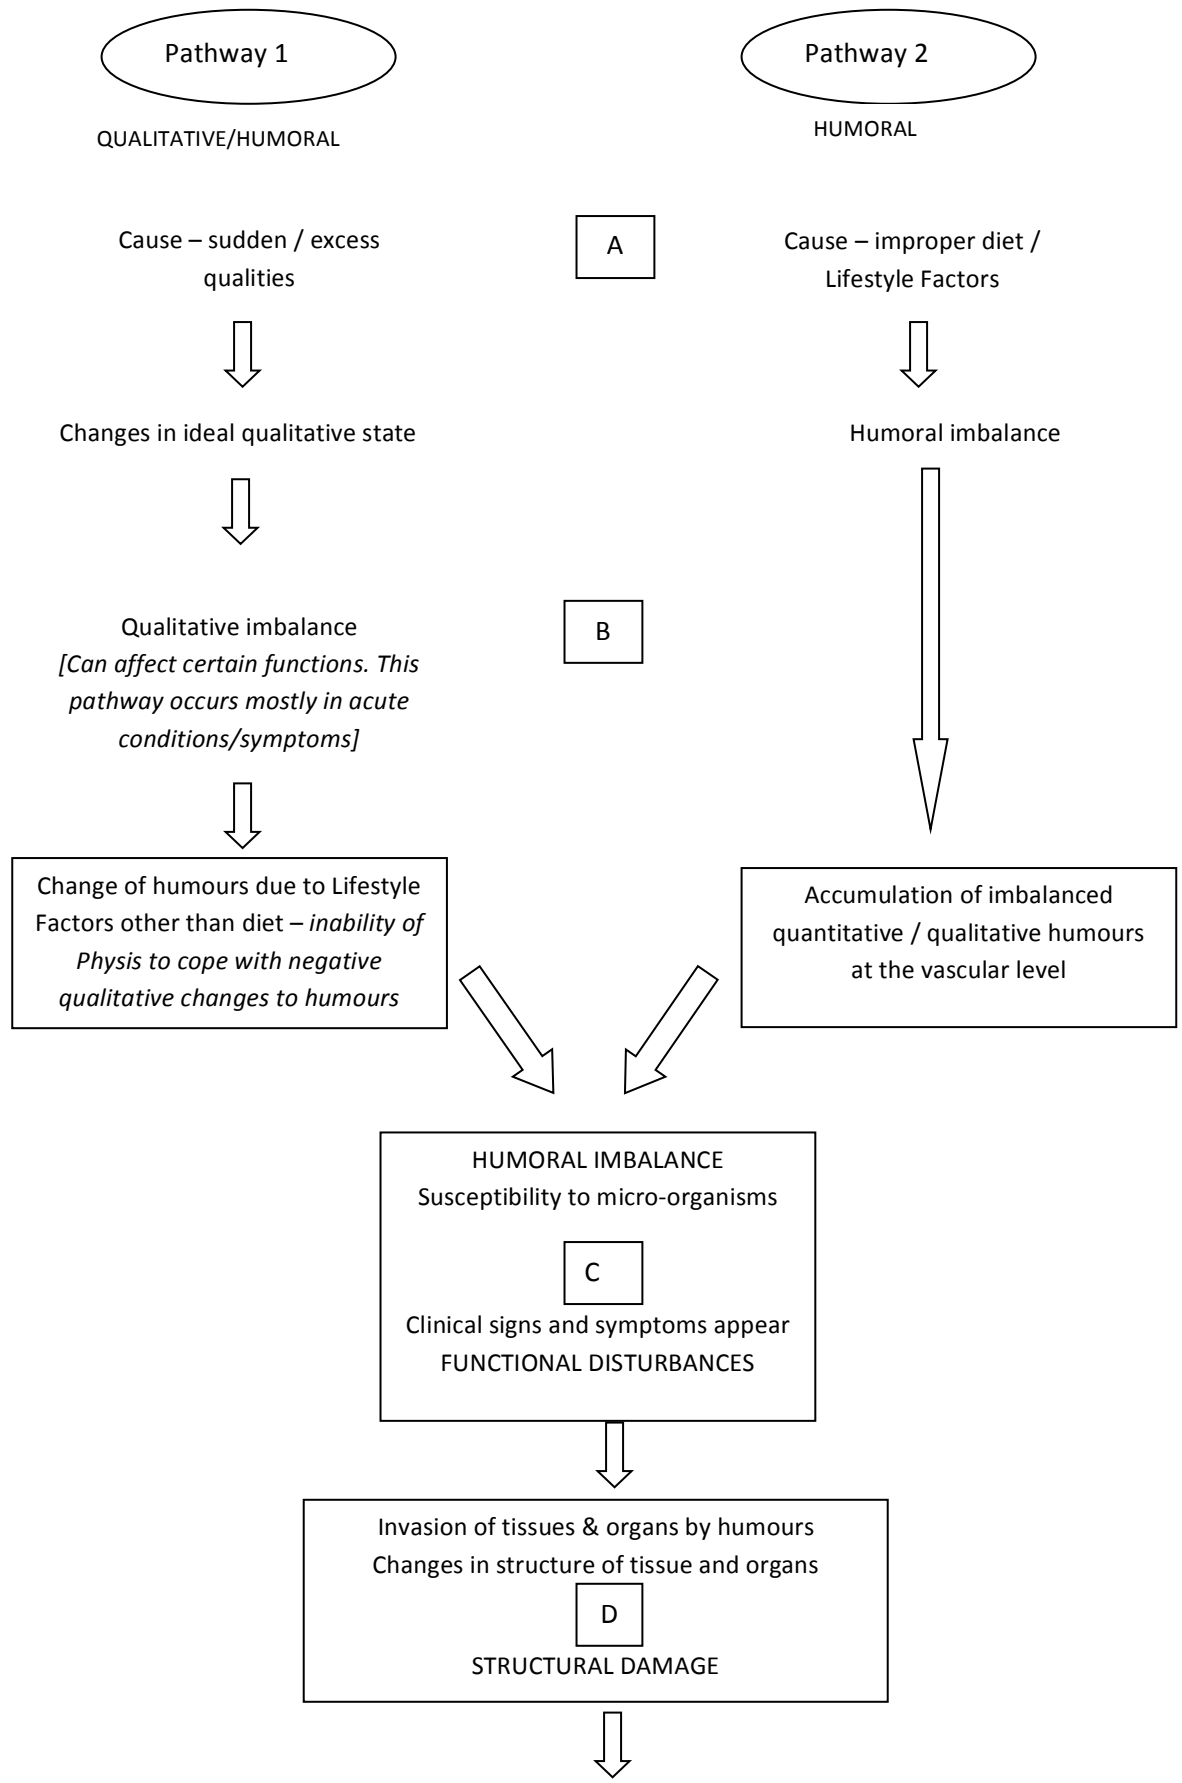 Pathway 1
Pathway 2
QUALITATIVE/HUMORAL
HUMORAL
Cause – sudden / excess
qualities
A
Cause – improper diet /
Lifestyle Factors
Changes in ideal qualitative state
Humoral imbalance
Qualitative imbalance
[Can affect certain functions. This
pathway occurs mostly in acute
conditions/symptoms]
B
Change of humours due to Lifestyle
Factors other than diet – inability of
Physis to cope with negative
qualitative changes to humours
Accumulation of imbalanced
quantitative / qualitative humours
at the vascular level
HUMORAL IMBALANCE
Susceptibility to micro-organisms
C
Clinical signs and symptoms appear
FUNCTIONAL DISTURBANCES
Invasion of tissues & organs by humours
Changes in structure of tissue and organs
D
STRUCTURAL DAMAGE